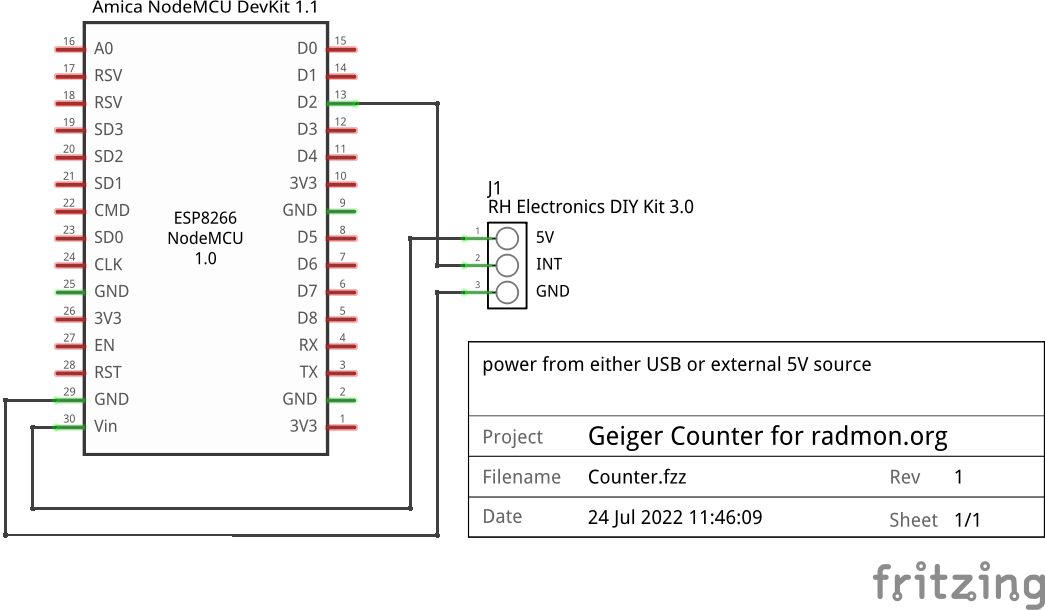 Amica NodeMCU DevKit 1.1
16 A0 D0 15
17 RSV D1 14
18 RSV D2 13
19 SD3 D3 12
20 SD2 D4 11
21 SD1 3V3 10
22 CMD GND 9
23 SD0 D5 8
24 CLK D6 7
25 GND D7 6
26 3V3 D8 5
27 EN RX 4
28 RST TX 3
29 GND GND 2
30 Vin 3V3 1
ESP8266
NodeMCU
1.0
J1
RH Electronics DIY Kit 3.0
1 5V
2 INT
3 GND
power from either USB or external 5V source
Project Geiger Counter for radmon.org
Filename Counter.fzz Rev 1
Date 24 Jul 2022 11:46:09 Sheet 1/1
fritzing